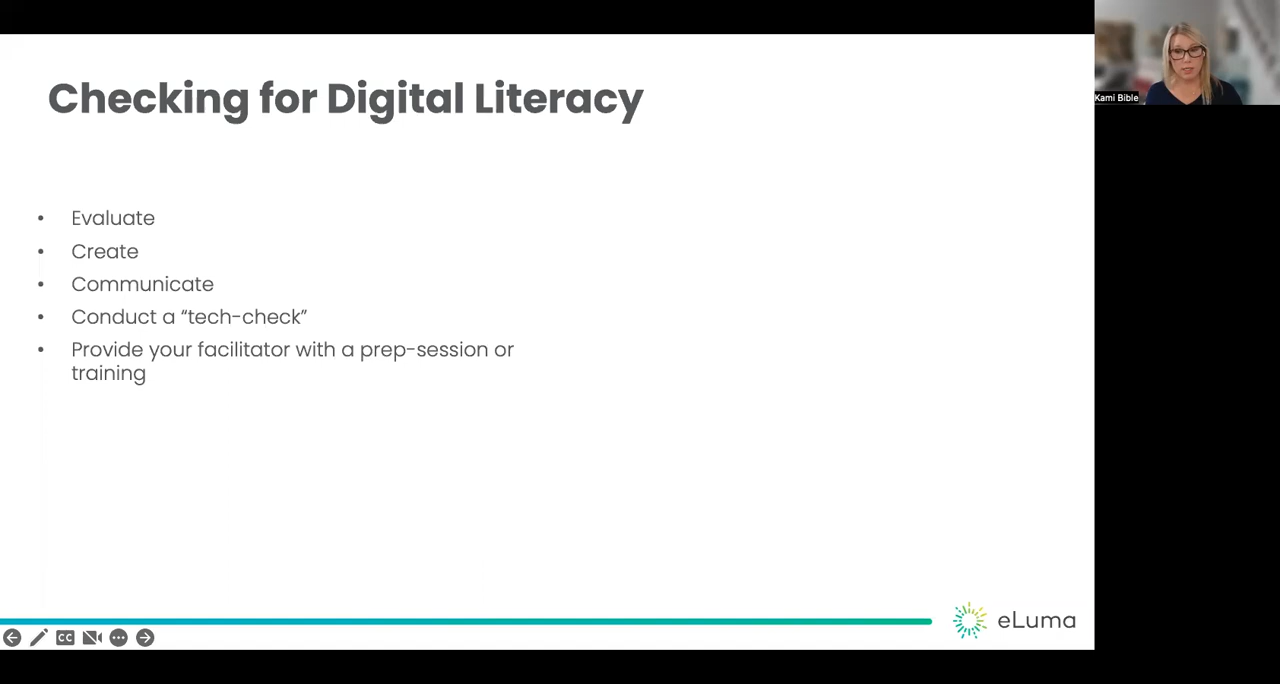 Checking for Digital Literacy
• Evaluate
• Create
• Communicate
• Conduct a “tech-check”
• Provide your facilitator with a prep-session or
training
eLuma
CC
Kami Bible